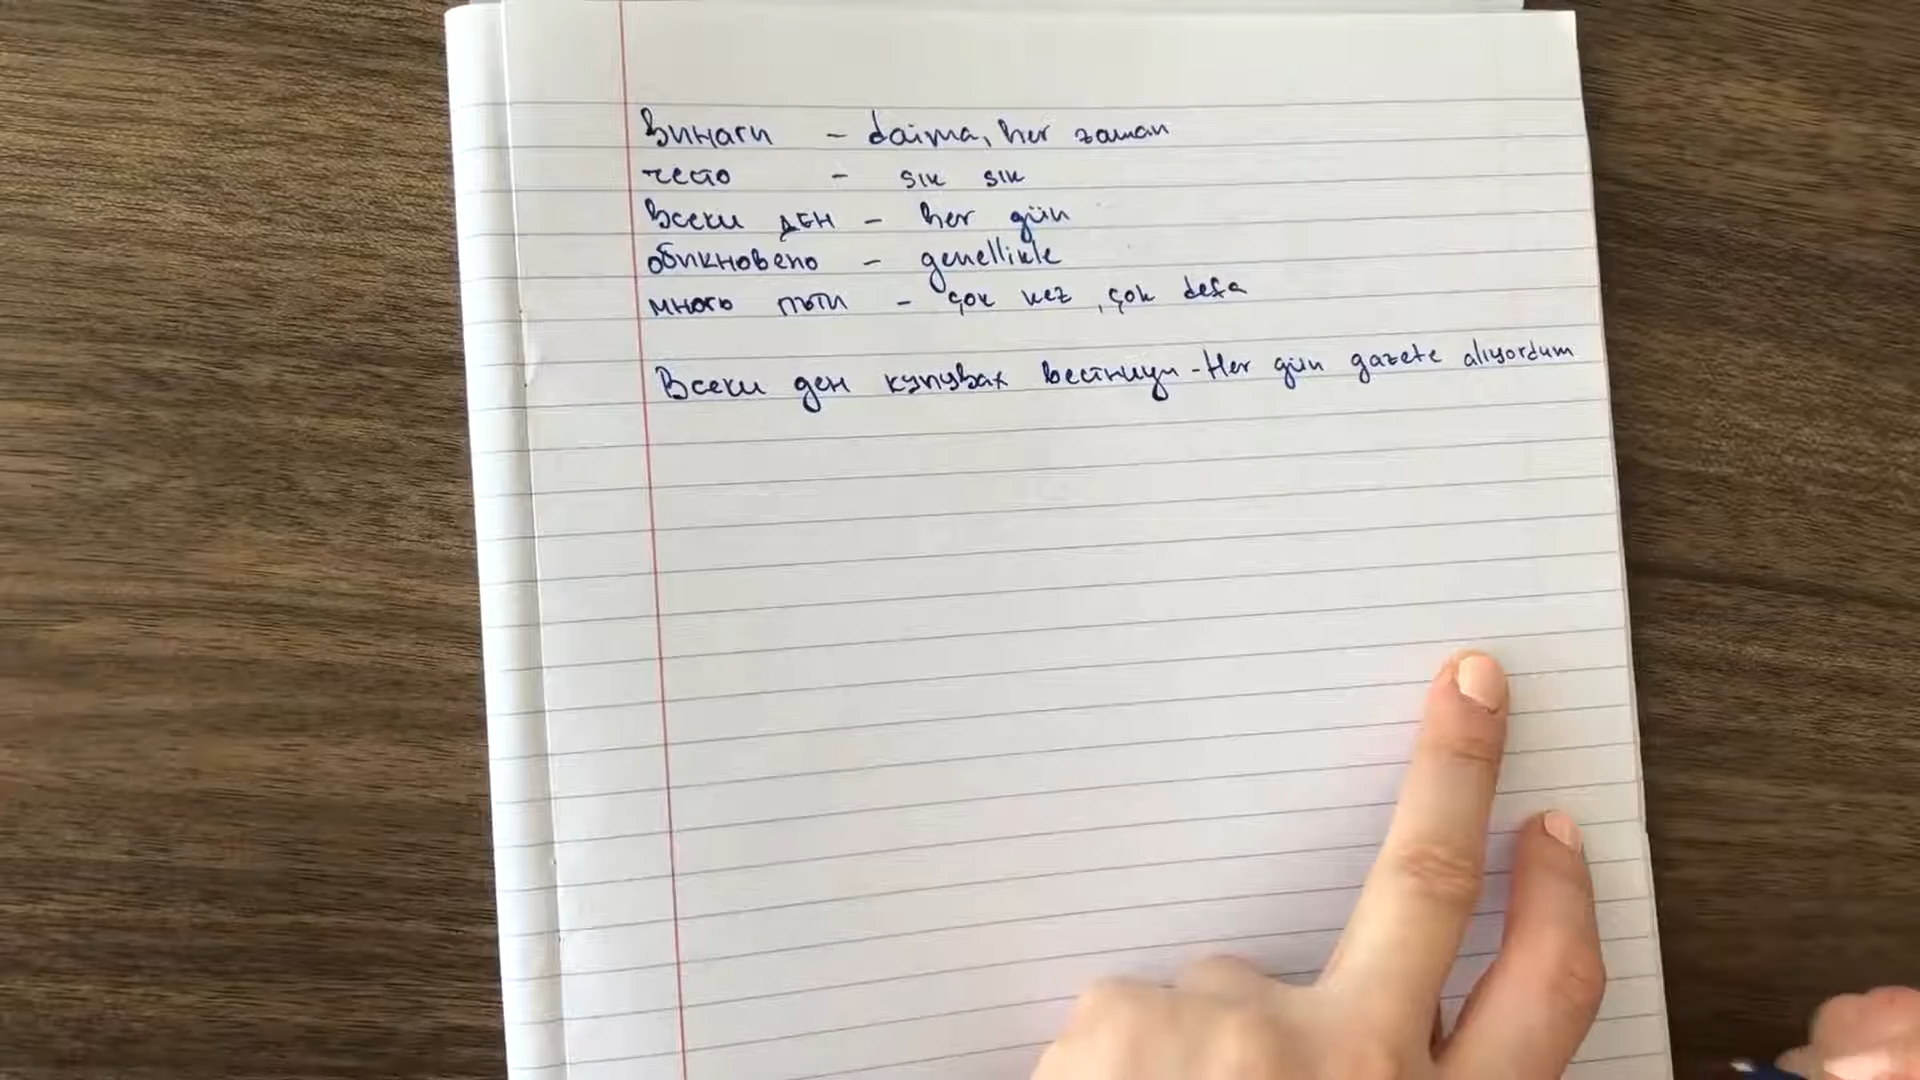 винаги - daima, her zaman
често - sık sık
всеки ден - her gün
обикновено - genellikle
много пъти - çok kez, çok defa
Всеки ден купувах вестници - Her gün gazete alıyordum